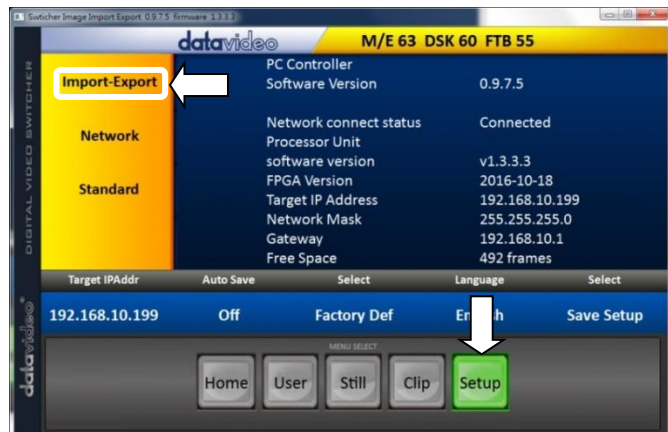 Swticher Image Import Export 0.9.7.5 firmware 1.3.3.3
datavideo M/E 63 DSK 60 FTB 55
DIGITAL VIDEO SWITCHER
Import-Export
Network
Standard
PC Controller
Software Version 0.9.7.5
Network connect status Connected
Processor Unit
software version v1.3.3.3
FPGA Version 2016-10-18
Target IP Address 192.168.10.199
Network Mask 255.255.255.0
Gateway 192.168.10.1
Free Space 492 frames
Target IPAddr Auto Save Select Language Select
192.168.10.199 Off Factory Def Save Setup
datavideo
MENU SELECT
Home User Still Clip Setup